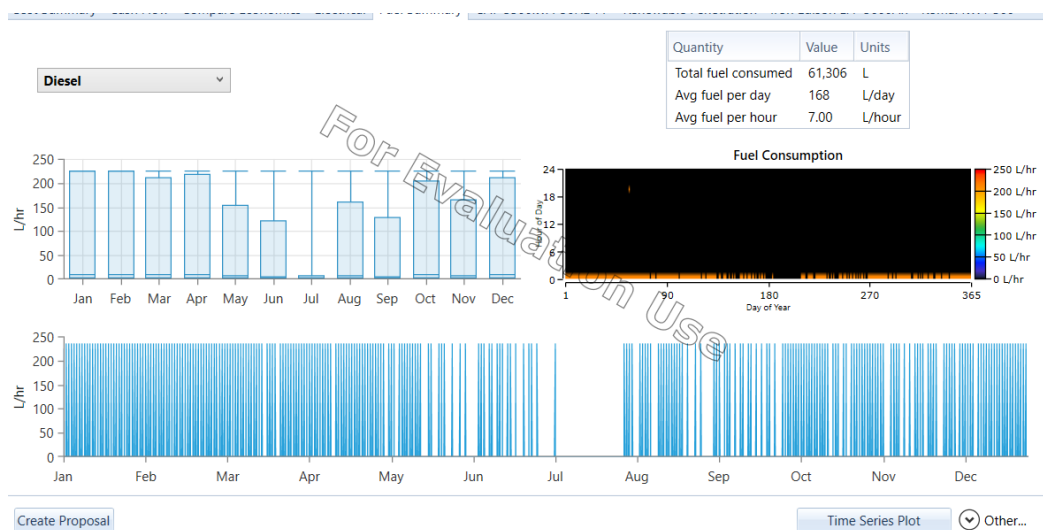 Quantity Value Units
Total fuel consumed 61,306 L
Avg fuel per day 168 L/day
Avg fuel per hour 7.00 L/hour
Diesel
For Evaluation Use
250
200
150
100
50
0
L/hr
Jan Feb Mar Apr May Jun Jul Aug Sep Oct Nov Dec
Fuel Consumption
24
18
12
6
Hour of Day
1 90 180 270 365
Day of Year
250 L/hr
200 L/hr
150 L/hr
100 L/hr
50 L/hr
0 L/hr
250
200
150
100
50
0
L/hr
Jan Feb Mar Apr May Jun Jul Aug Sep Oct Nov Dec
Create Proposal
Time Series Plot
Other...